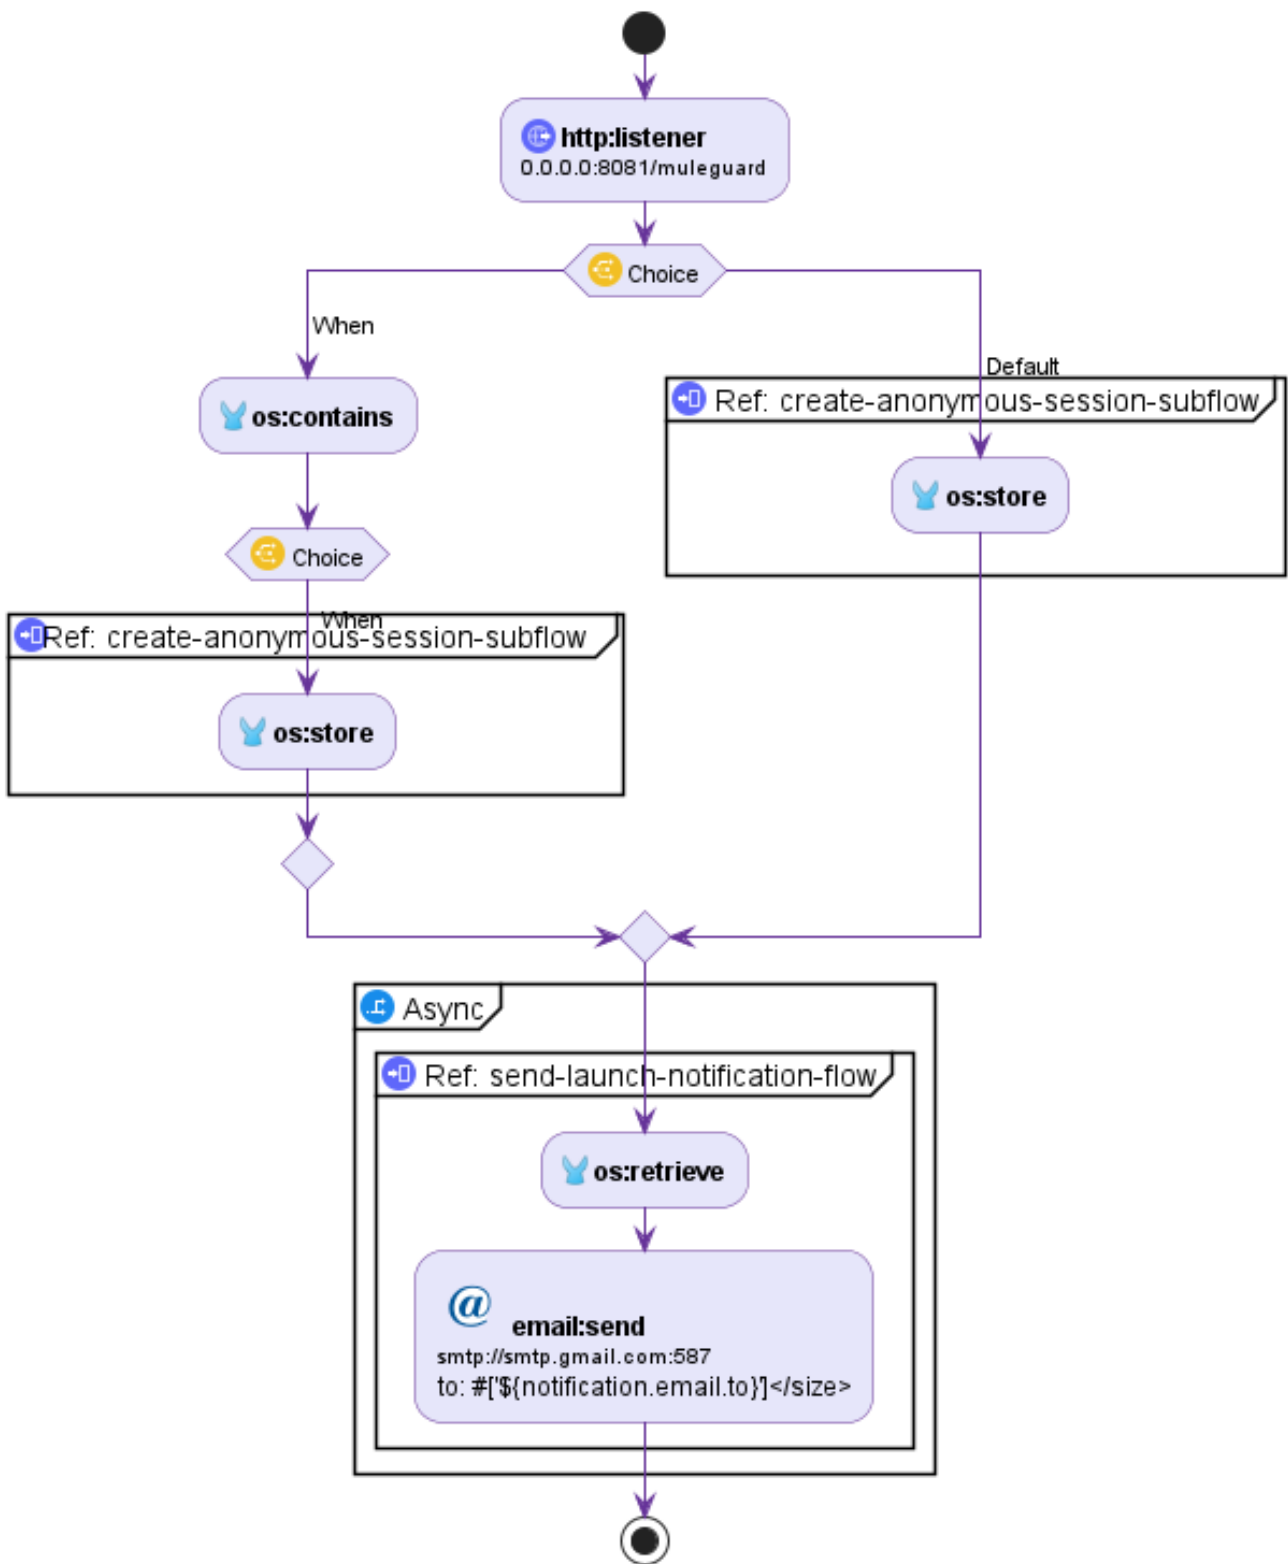 http:listener
0.0.0.0:8081/muleguard
Choice
When
Default
os:contains
Ref: create-anonymous-session-subflow
os:store
Choice
When
Ref: create-anonymous-session-subflow
os:store
Async
Ref: send-launch-notification-flow
os:retrieve
@
email:send
smtp://smtp.gmail.com:587
to: #['${notification.email.to}']</size>